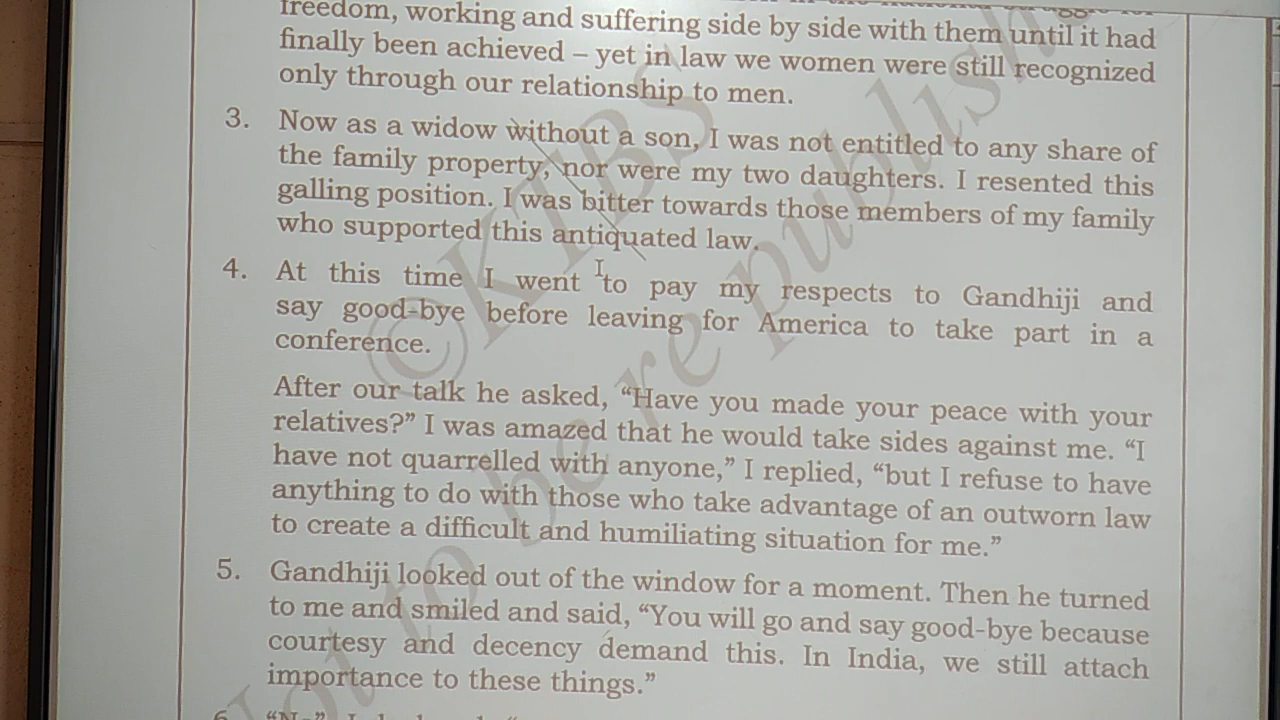 freedom, working and suffering side by side with them until it had
finally been achieved – yet in law we women were still recognized
only through our relationship to men.
3. Now as a widow without a son, I was not entitled to any share of
the family property, nor were my two daughters. I resented this
galling position. I was bitter towards those members of my family
who supported this antiquated law.
4. At this time I went to pay my respects to Gandhiji and
say good-bye before leaving for America to take part in a
conference.
After our talk he asked, “Have you made your peace with your
relatives?” I was amazed that he would take sides against me. “I
have not quarrelled with anyone,” I replied, “but I refuse to have
anything to do with those who take advantage of an outworn law
to create a difficult and humiliating situation for me.”
5. Gandhiji looked out of the window for a moment. Then he turned
to me and smiled and said, “You will go and say good-bye because
courtesy and decency demand this. In India, we still attach
importance to these things.”
©KTBS
Not to be republish